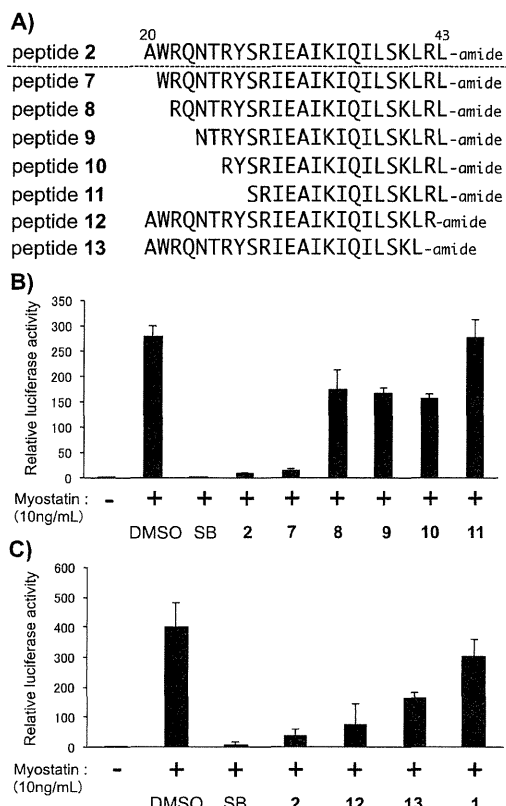 A)
20 43
peptide 2 AWRQNTRYSRIEAIKIQILSKLRL-amide
peptide 7 WRQNTRYSRIEAIKIQILSKLRL-amide
peptide 8 RQNTRYSRIEAIKIQILSKLRL-amide
peptide 9 NTRYSRIEAIKIQILSKLRL-amide
peptide 10 RYSRIEAIKIQILSKLRL-amide
peptide 11 SRIEAIKIQILSKLRL-amide
peptide 12 AWRQNTRYSRIEAIKIQILSKLR-amide
peptide 13 AWRQNTRYSRIEAIKIQILSKL-amide
B)
Relative luciferase activity
350
300
250
200
150
100
50
0
Myostatin : - + + + + + + + +
(10ng/mL)
DMSO SB 2 7 8 9 10 11
C)
Relative luciferase activity
600
500
400
300
200
100
0
Myostatin : - + + + + + +
(10ng/mL)
DMSO SB 2 12 13 1